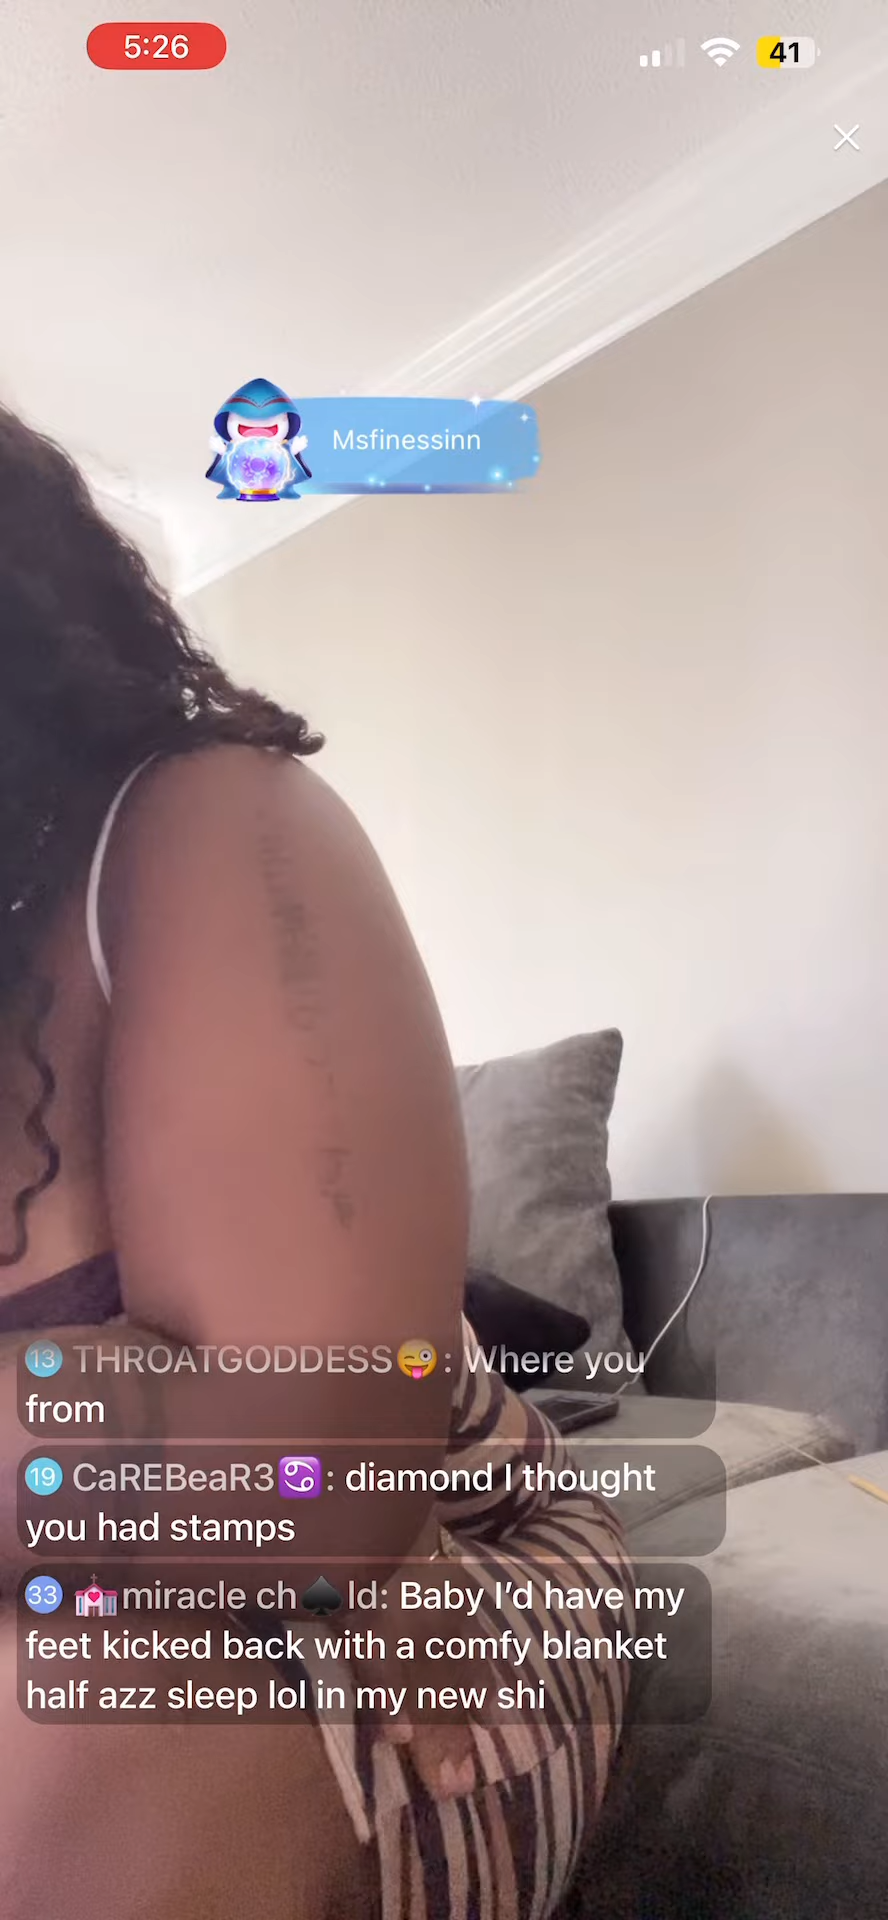 5:26
41
Msfinessinn
13 THROATGODDESS😜: Where you
from
19 CaREBeaR3♋: diamond I thought
you had stamps
33 💒miracle ch♠️ld: Baby I'd have my
feet kicked back with a comfy blanket
half azz sleep lol in my new shi